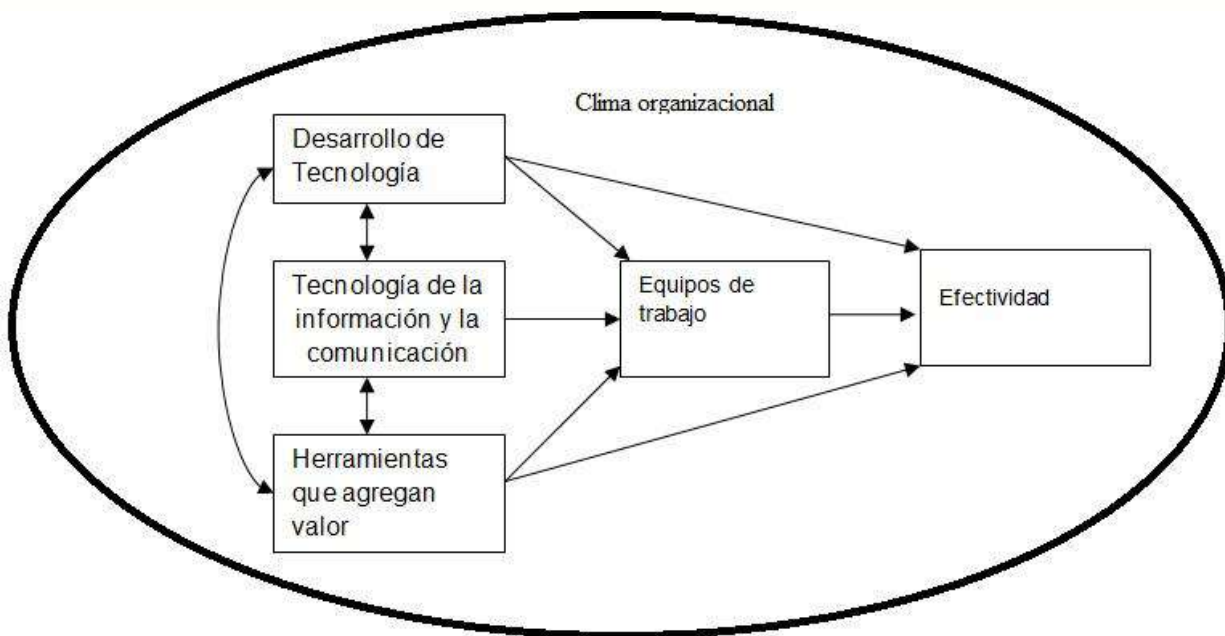 Clima organizacional
Desarrollo de
Tecnología
Tecnología de la
información y la
comunicación
Herramientas
que agregan
valor
Equipos de
trabajo
Efectividad